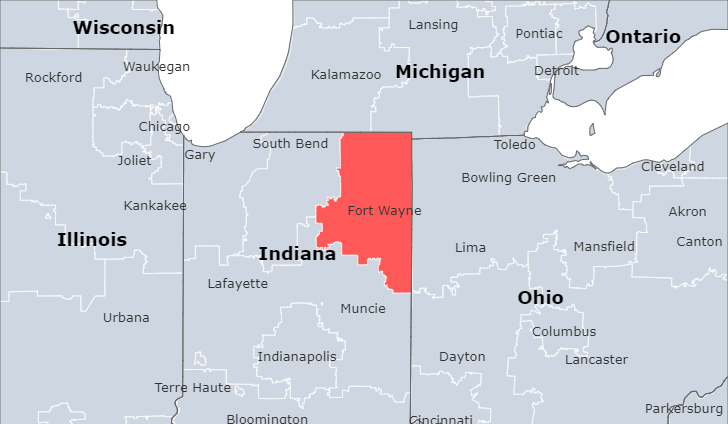 Wisconsin
Lansing
Pontiac
Ontario
Rockford
Waukegan
Kalamazoo
Michigan
Detroit
Chicago
South Bend
Toledo
Joliet
Gary
Cleveland
Bowling Green
Kankakee
Fort Wayne
Akron
Illinois
Indiana
Lima
Mansfield
Canton
Lafayette
Ohio
Urbana
Muncie
Columbus
Indianapolis
Dayton
Lancaster
Terre Haute
Parkersburg
Bloomington
Cincinnati